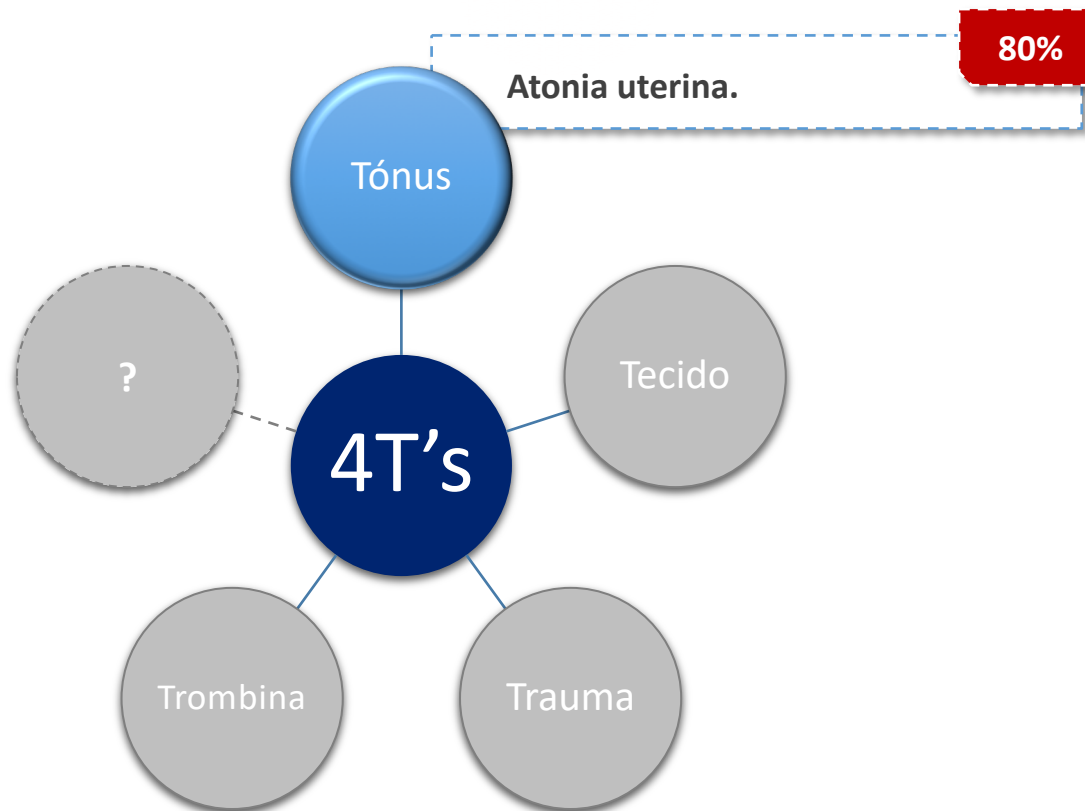 80%
Atonia uterina.
Tónus
?
Tecido
4T’s
Trombina
Trauma